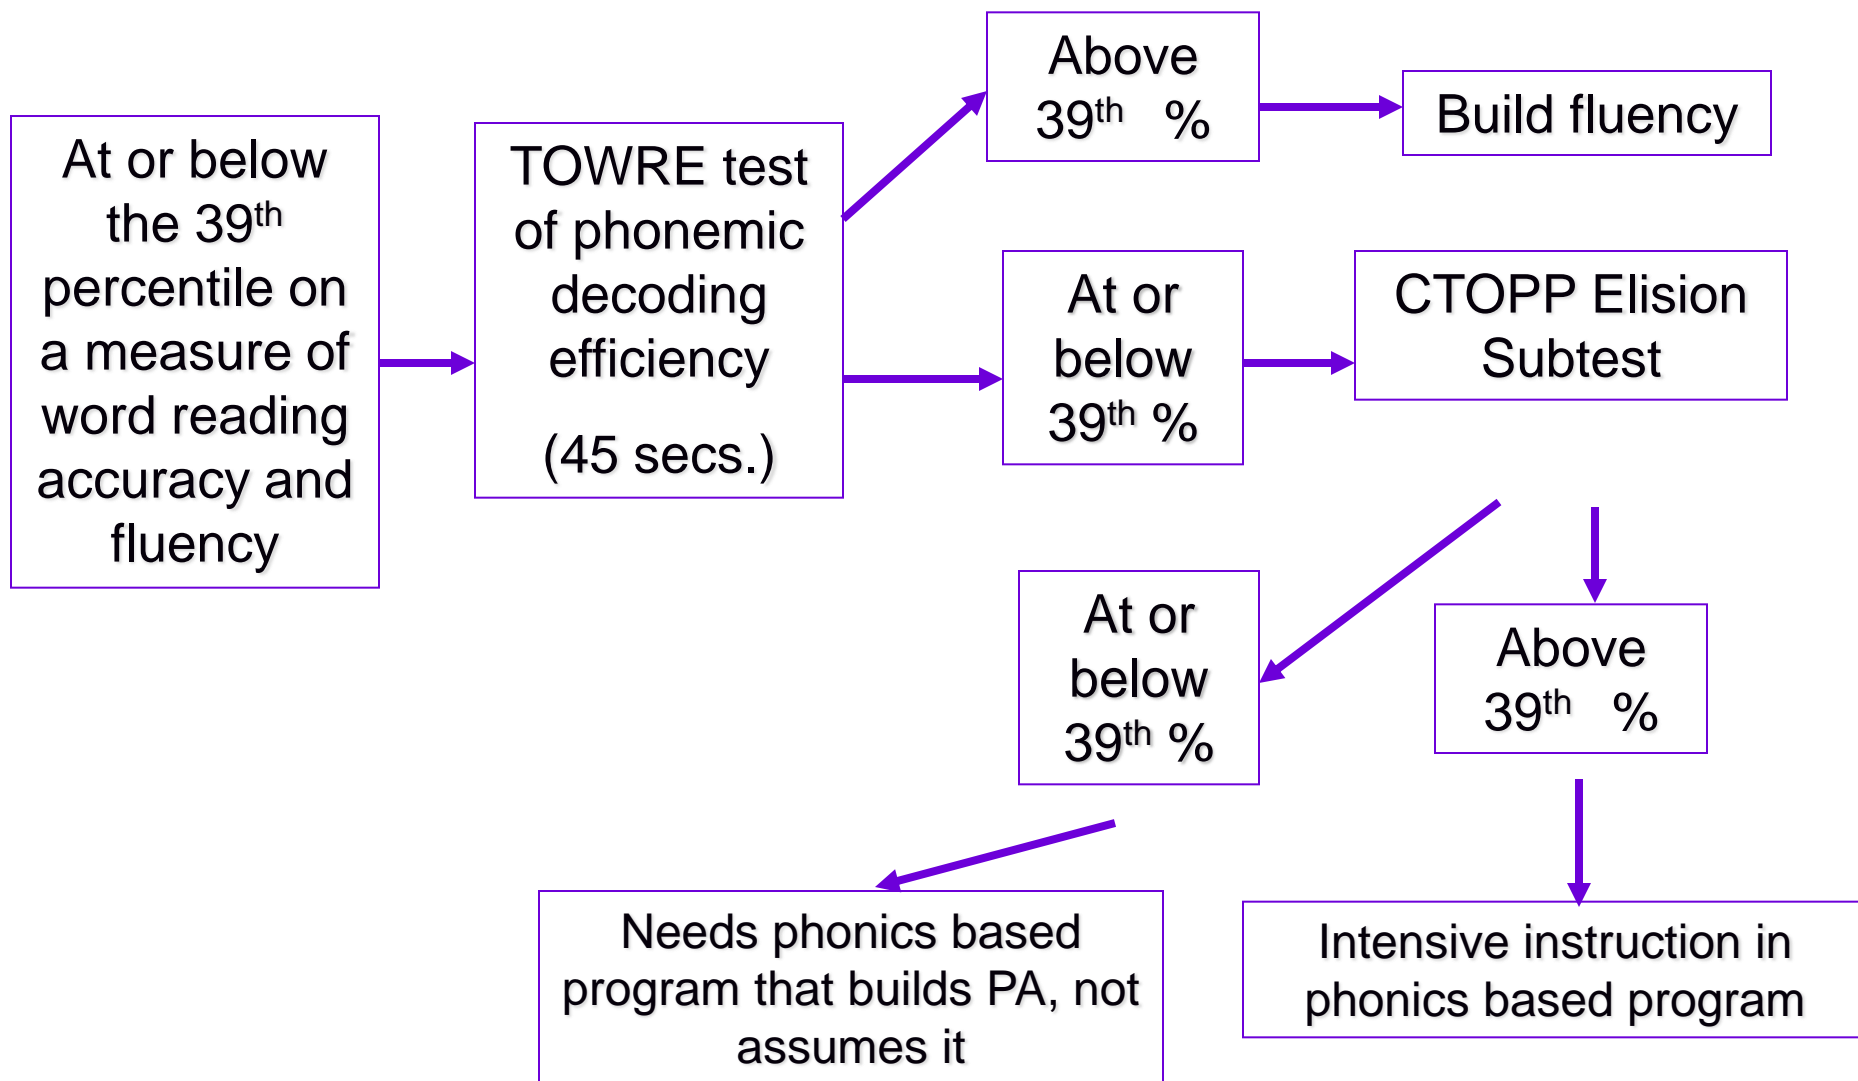 At or below
the 39th
percentile on
a measure of
word reading
accuracy and
fluency
TOWRE test
of phonemic
decoding
efficiency
(45 secs.)
Above
39th %
Build fluency
At or
below
39th %
CTOPP Elision
Subtest
At or
below
39th %
Above
39th %
Needs phonics based
program that builds PA, not
assumes it
Intensive instruction in
phonics based program